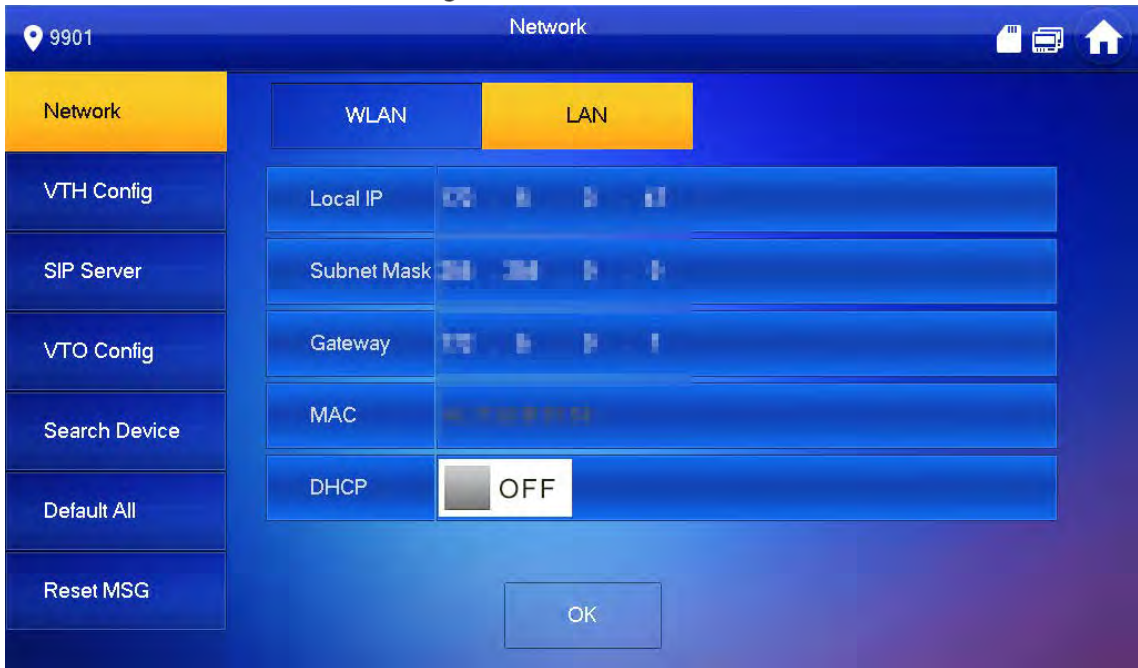 9901
Network
Network
WLAN
LAN
VTH Config
Local IP
SIP Server
Subnet Mask
VTO Config
Gateway
Search Device
MAC
Default All
DHCP
OFF
Reset MSG
OK